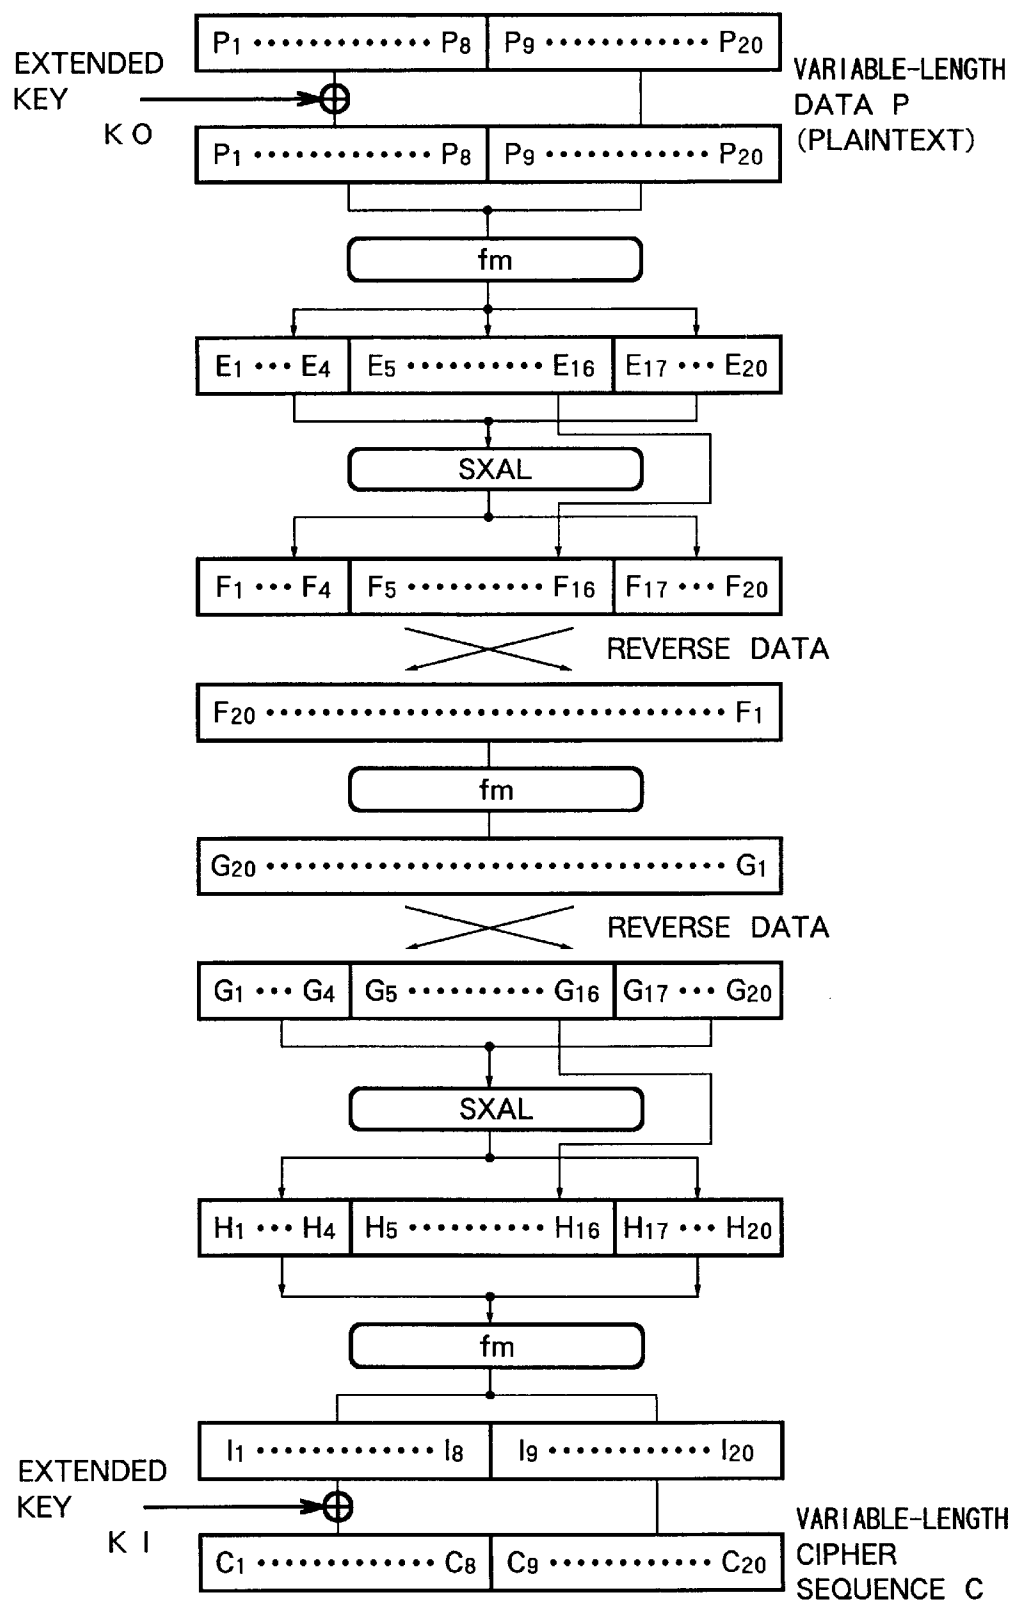 P1 ············· P8 P9 ············ P20
EXTENDED
KEY
K O
VARIABLE-LENGTH
DATA P
(PLAINTEXT)
P1 ············· P8 P9 ············ P20
fm
E1 ··· E4 E5 ·········· E16 E17 ··· E20
SXAL
F1 ··· F4 F5 ·········· F16 F17 ··· F20
REVERSE DATA
F20 ·································· F1
fm
G20 ·································· G1
REVERSE DATA
G1 ··· G4 G5 ·········· G16 G17 ··· G20
SXAL
H1 ··· H4 H5 ·········· H16 H17 ··· H20
fm
I1 ············· I8 I9 ············ I20
EXTENDED
KEY
K I
VARIABLE-LENGTH
CIPHER
SEQUENCE C
C1 ············· C8 C9 ············ C20